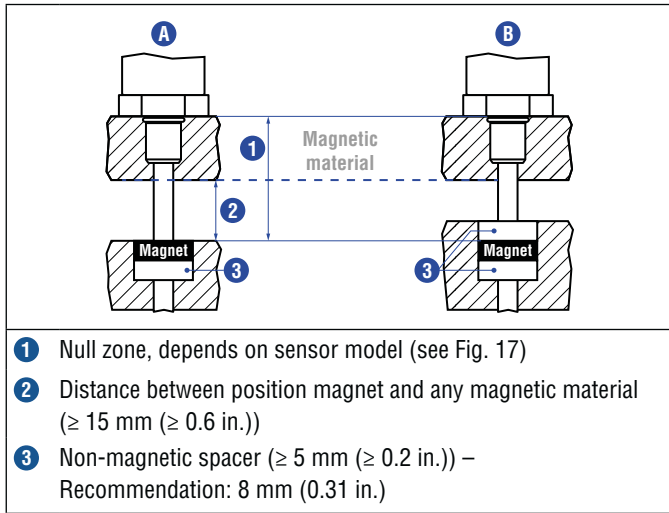 A B
1 Magnetic
material
2
Magnet Magnet
3 3
1 Null zone, depends on sensor model (see Fig. 17)
2 Distance between position magnet and any magnetic material
(≥ 15 mm (≥ 0.6 in.))
3 Non-magnetic spacer (≥ 5 mm (≥ 0.2 in.)) –
Recommendation: 8 mm (0.31 in.)